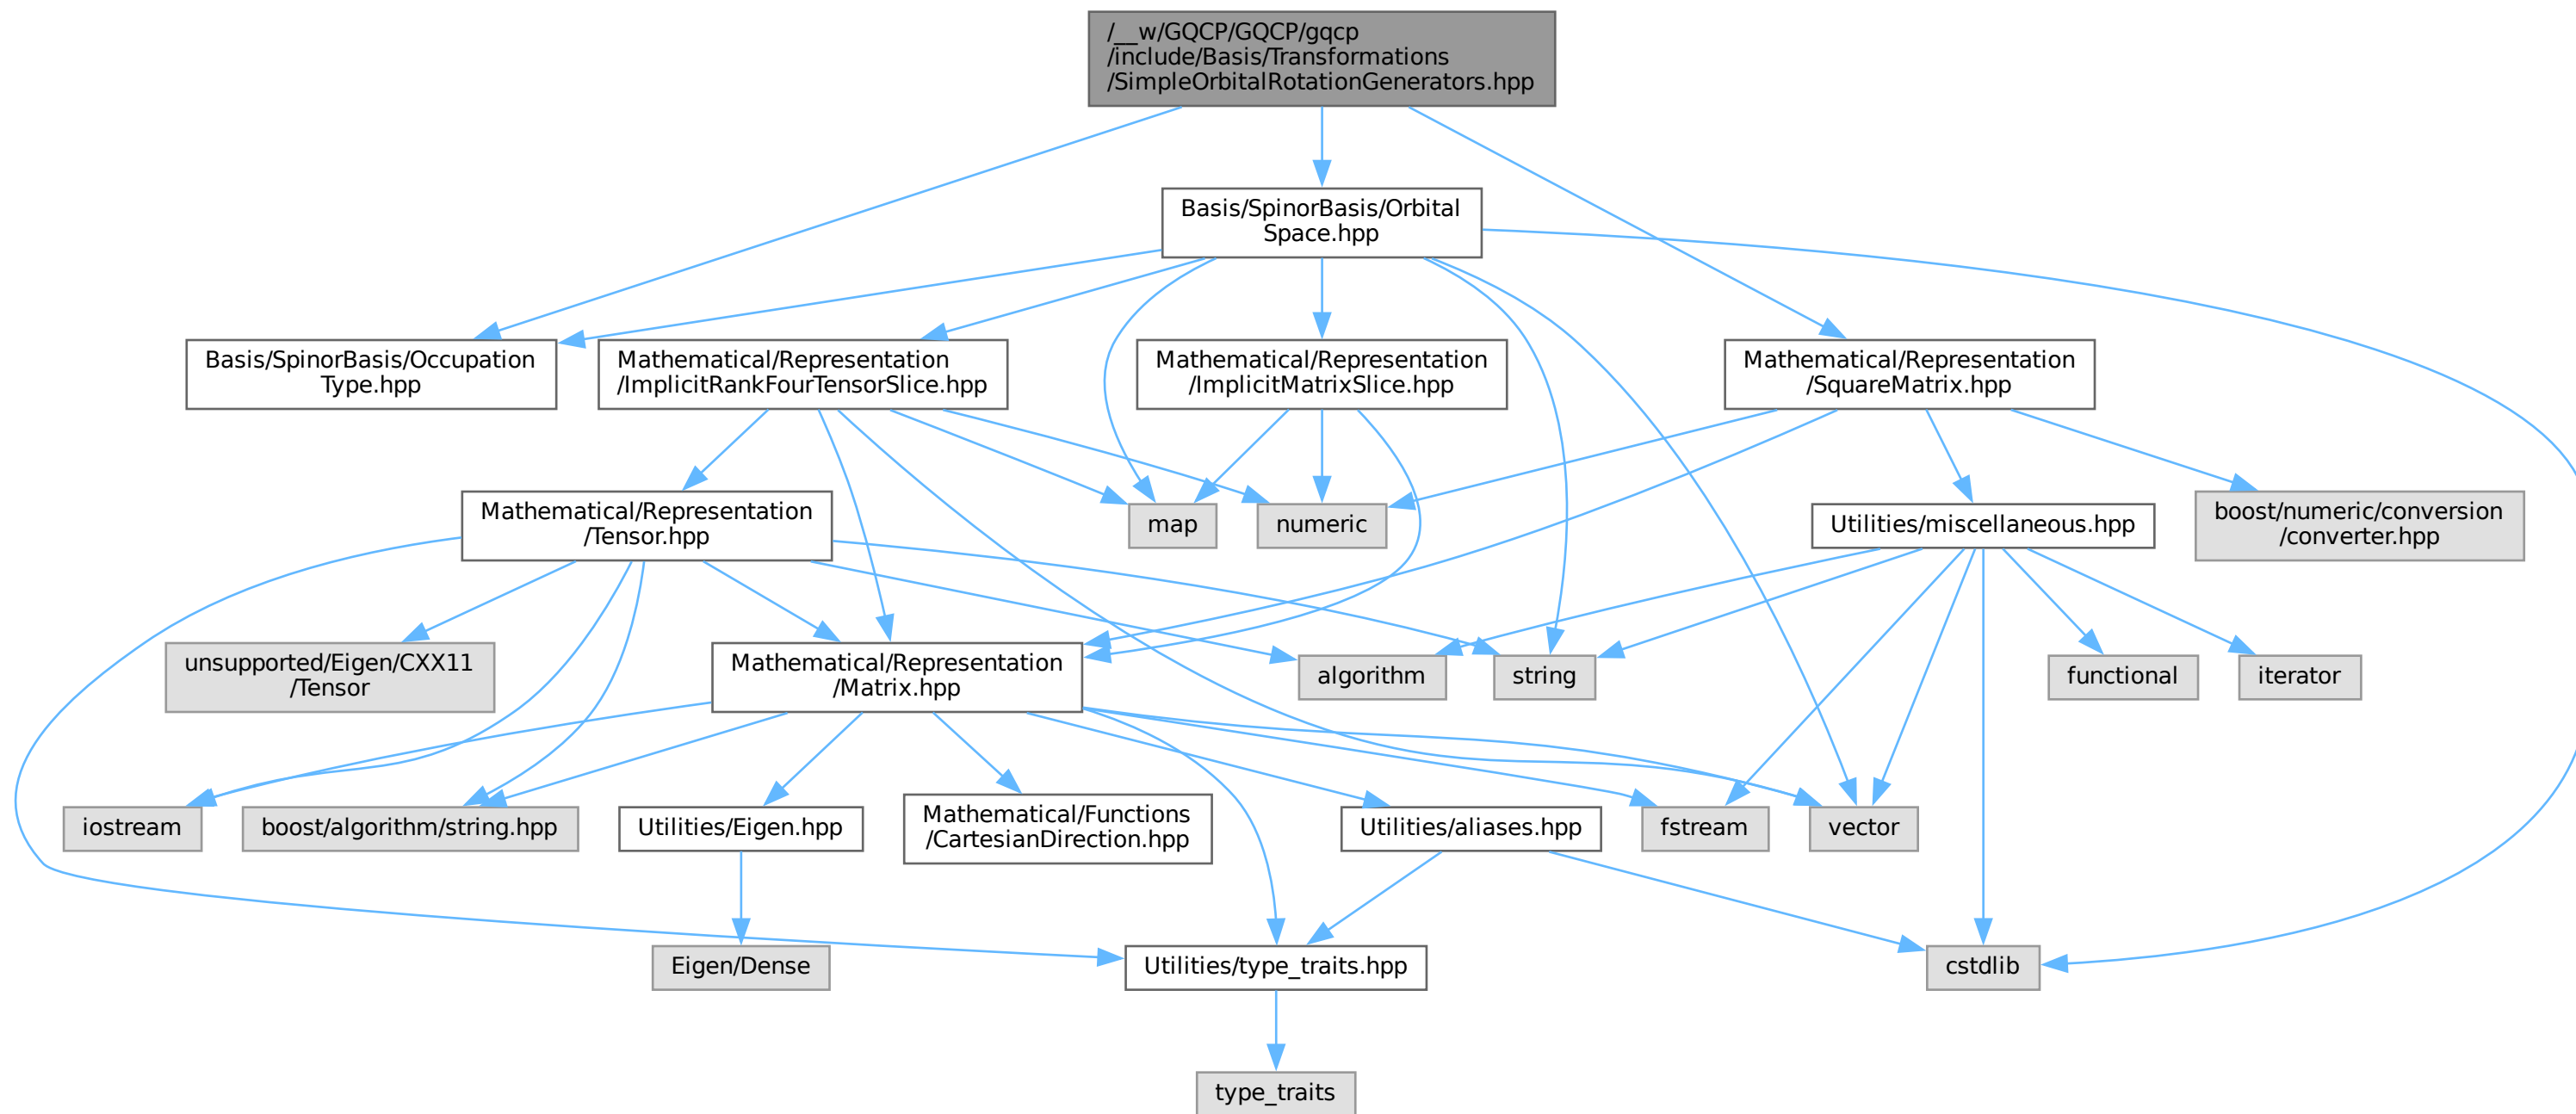 /__w/GQCP/GQCP/gqcp
/include/Basis/Transformations
/SimpleOrbitalRotationGenerators.hpp
Basis/SpinorBasis/Orbital
Space.hpp
Basis/SpinorBasis/Occupation
Type.hpp
Mathematical/Representation
/ImplicitRankFourTensorSlice.hpp
Mathematical/Representation
/ImplicitMatrixSlice.hpp
Mathematical/Representation
/SquareMatrix.hpp
Mathematical/Representation
/Tensor.hpp
map
numeric
Utilities/miscellaneous.hpp
boost/numeric/conversion
/converter.hpp
unsupported/Eigen/CXX11
/Tensor
Mathematical/Representation
/Matrix.hpp
algorithm
string
functional
iterator
iostream
boost/algorithm/string.hpp
Utilities/Eigen.hpp
Mathematical/Functions
/CartesianDirection.hpp
Utilities/aliases.hpp
fstream
vector
Eigen/Dense
Utilities/type_traits.hpp
cstdlib
type_traits